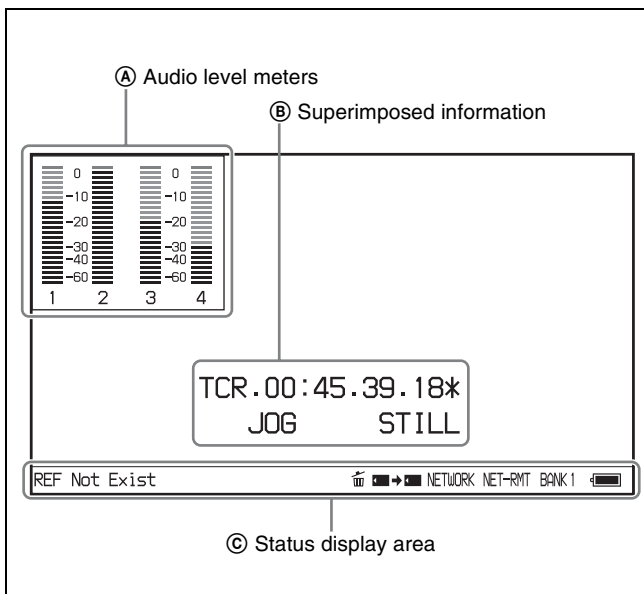 Ⓐ Audio level meters
Ⓑ Superimposed information
0 0
-10 -10
-20 -20
-30 -30
-40 -40
-60 -60
1 2 3 4
TCR.00:45.39.18*
JOG STILL
REF Not Exist NETWORK NET-RMT BANK1
Ⓒ Status display area